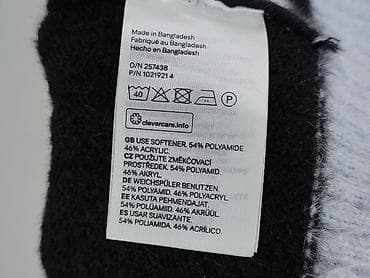 Made in Bangladesh
Fabriqué au Bangladesh
Hecho en Bangladesh
O/N 257438
P/N 1021921 4
40
P
clevercare.info
GB USE SOFTENER, 54% POLYAMIDE,
46% ACRYLIC.
CZ POUŽIJTE ZMĚKČOVACÍ
PROSTŘEDEK, 54% POLYAMID,
46% AKRYL.
DE WEICHSPÜLER BENUTZEN,
54% POLYAMID, 46% POLYACRYL.
EE KASUTA PEHMENDAJAT,
54% POLÜAMIID, 46% AKRÜÜL.
ES USAR SUAVIZANTE,
54% POLIAMIDA, 46% ACRÍLICO.